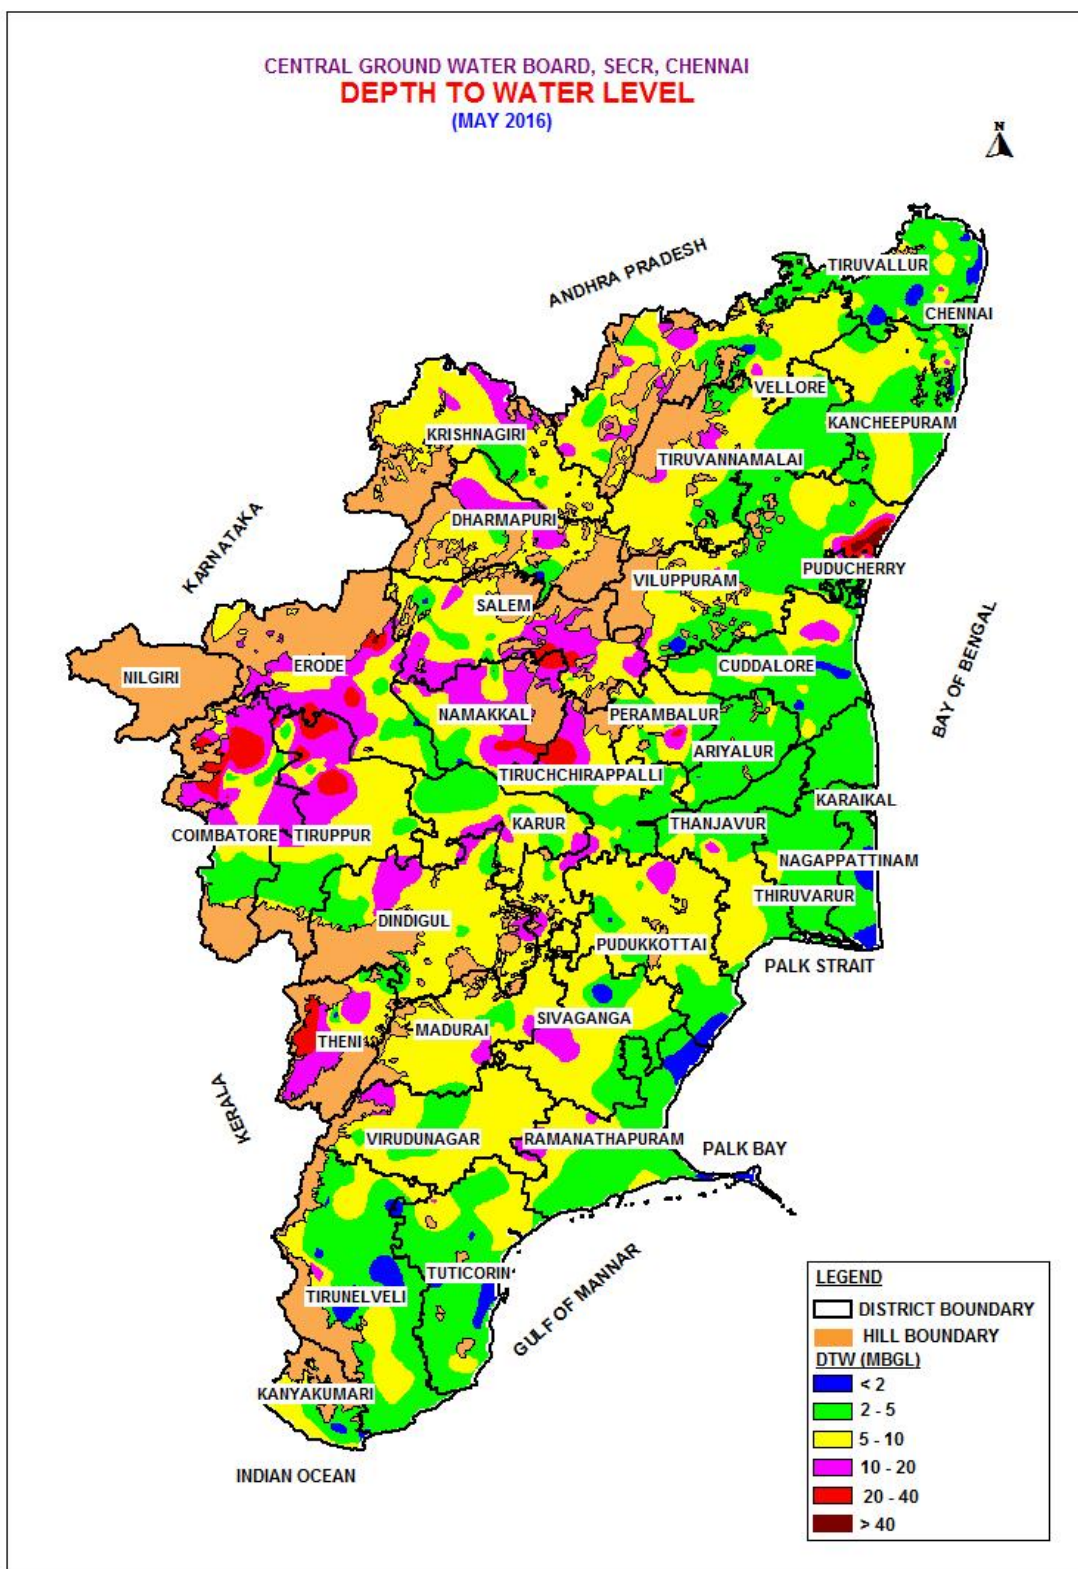 CENTRAL GROUND WATER BOARD, SECR, CHENNAI
DEPTH TO WATER LEVEL
(MAY 2016)
N
ANDHRA PRADESH
TIRUVALLUR
CHENNAI
VELLORE
KANCHEEPURAM
KRISHNAGIRI
TIRUVANNAMALAI
DHARMAPURI
KARNATAKA
PUDUCHERRY
VILUPPURAM
SALEM
BAY OF BENGAL
ERODE
CUDDALORE
NILGIRI
NAMAKKAL
PERAMBALUR
ARIYALUR
TIRUCHCHIRAPPALLI
KARAIKAL
COIMBATORE
TIRUPPUR
KARUR
THANJAVUR
NAGAPPATTINAM
THIRUVARUR
DINDIGUL
PUDUKKOTTAI
PALK STRAIT
SIVAGANGA
MADURAI
THENI
KERALA
VIRUDUNAGAR
RAMANATHAPURAM
PALK BAY
TUTICORIN
TIRUNELVELI
GULF OF MANNAR
KANYAKUMARI
INDIAN OCEAN
LEGEND
DISTRICT BOUNDARY
HILL BOUNDARY
DTW (MBGL)
< 2
2 - 5
5 - 10
10 - 20
20 - 40
> 40